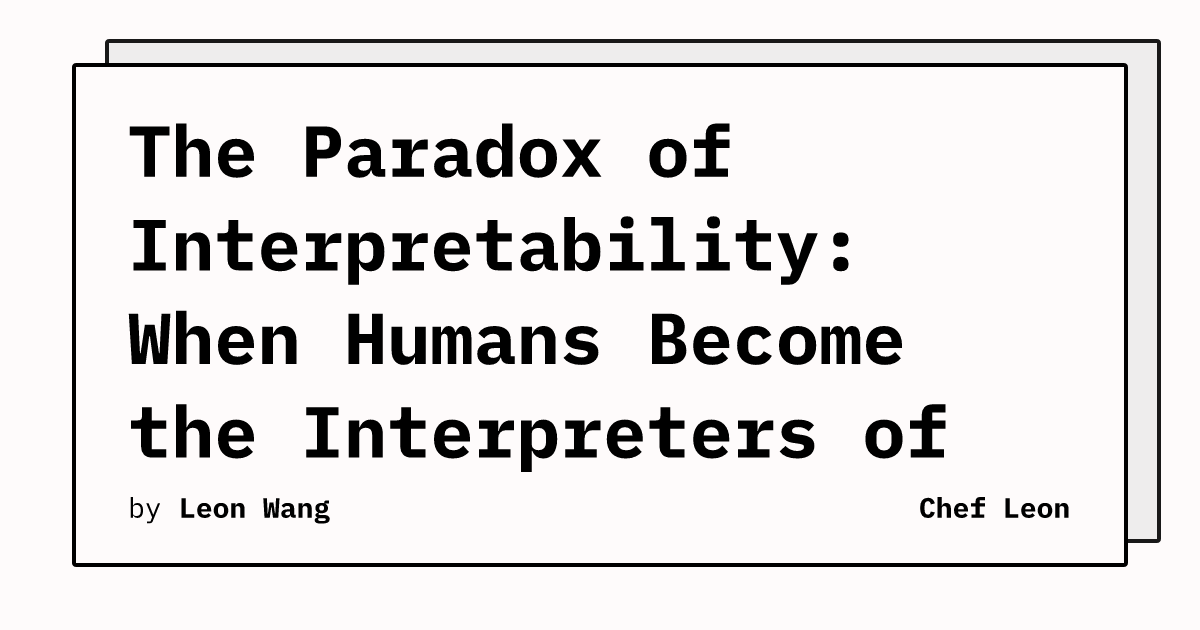 The Paradox of
Interpretability:
When Humans Become
the Interpreters of
by Leon Wang
Chef Leon